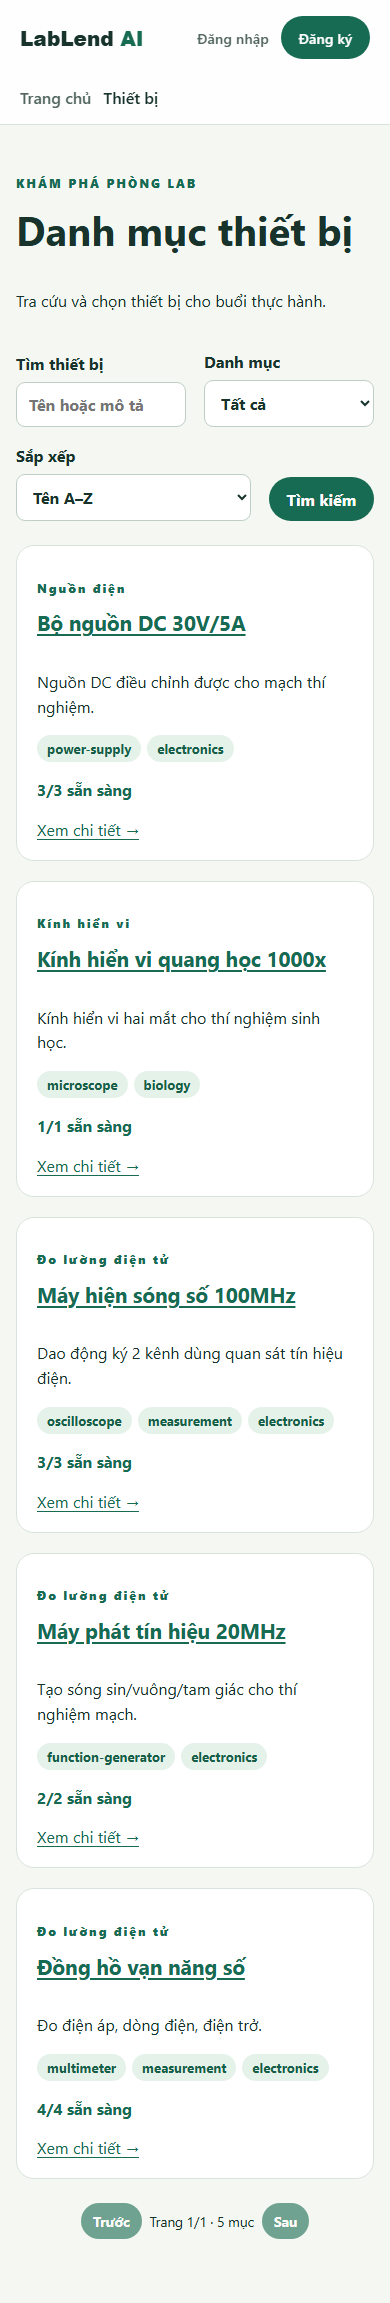 LabLend AI
Đăng nhập
Đăng ký
Trang chủ
Thiết bị
KHÁM PHÁ PHÒNG LAB
Danh mục thiết bị
Tra cứu và chọn thiết bị cho buổi thực hành.
Tìm thiết bị
Danh mục
Tên hoặc mô tả
Tất cả
Sắp xếp
Tên A–Z
Tìm kiếm
Nguồn điện
Bộ nguồn DC 30V/5A
Nguồn DC điều chỉnh được cho mạch thí
nghiệm.
power-supply
electronics
3/3 sẵn sàng
Xem chi tiết →
Kính hiển vi
Kính hiển vi quang học 1000x
Kính hiển vi hai mắt cho thí nghiệm sinh
học.
microscope
biology
1/1 sẵn sàng
Xem chi tiết →
Đo lường điện tử
Máy hiện sóng số 100MHz
Dao động ký 2 kênh dùng quan sát tín hiệu
điện.
oscilloscope
measurement
electronics
3/3 sẵn sàng
Xem chi tiết →
Đo lường điện tử
Máy phát tín hiệu 20MHz
Tạo sóng sin/vuông/tam giác cho thí
nghiệm mạch.
function-generator
electronics
2/2 sẵn sàng
Xem chi tiết →
Đo lường điện tử
Đồng hồ vạn năng số
Đo điện áp, dòng điện, điện trở.
multimeter
measurement
electronics
4/4 sẵn sàng
Xem chi tiết →
Trước
Trang 1/1 · 5 mục
Sau